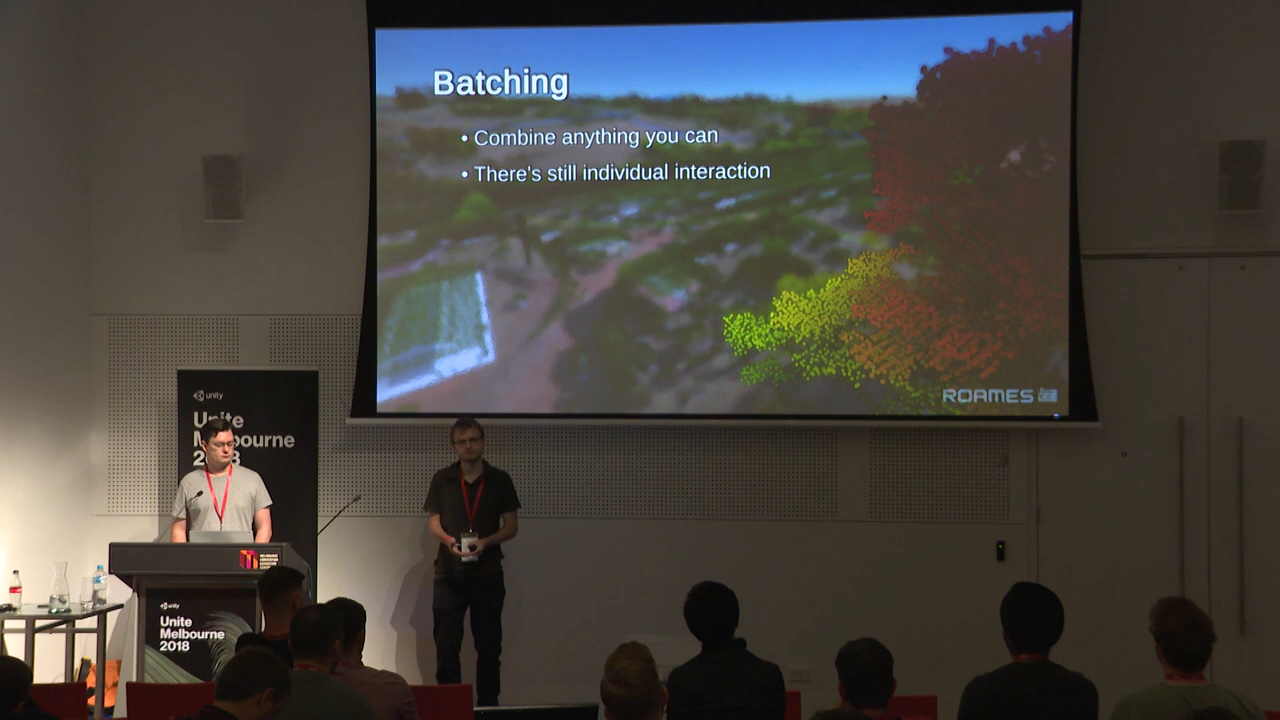 Batching
• Combine anything you can
• There's still individual interaction
ROAMES
unity
Unite
Melbourne
2018
unity
Unite
Melbourne
2018